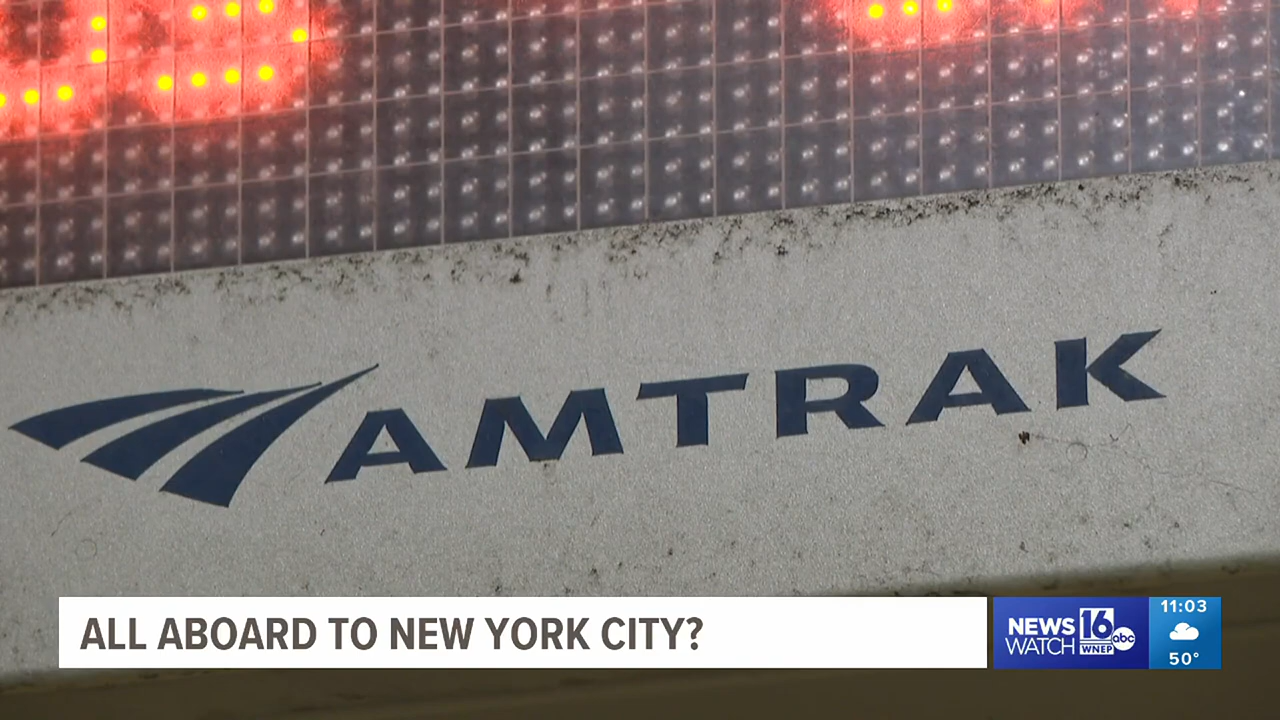 AMTRAK
ALL ABOARD TO NEW YORK CITY?
NEWS 16 abc
WATCH WNEP
11:03
50°